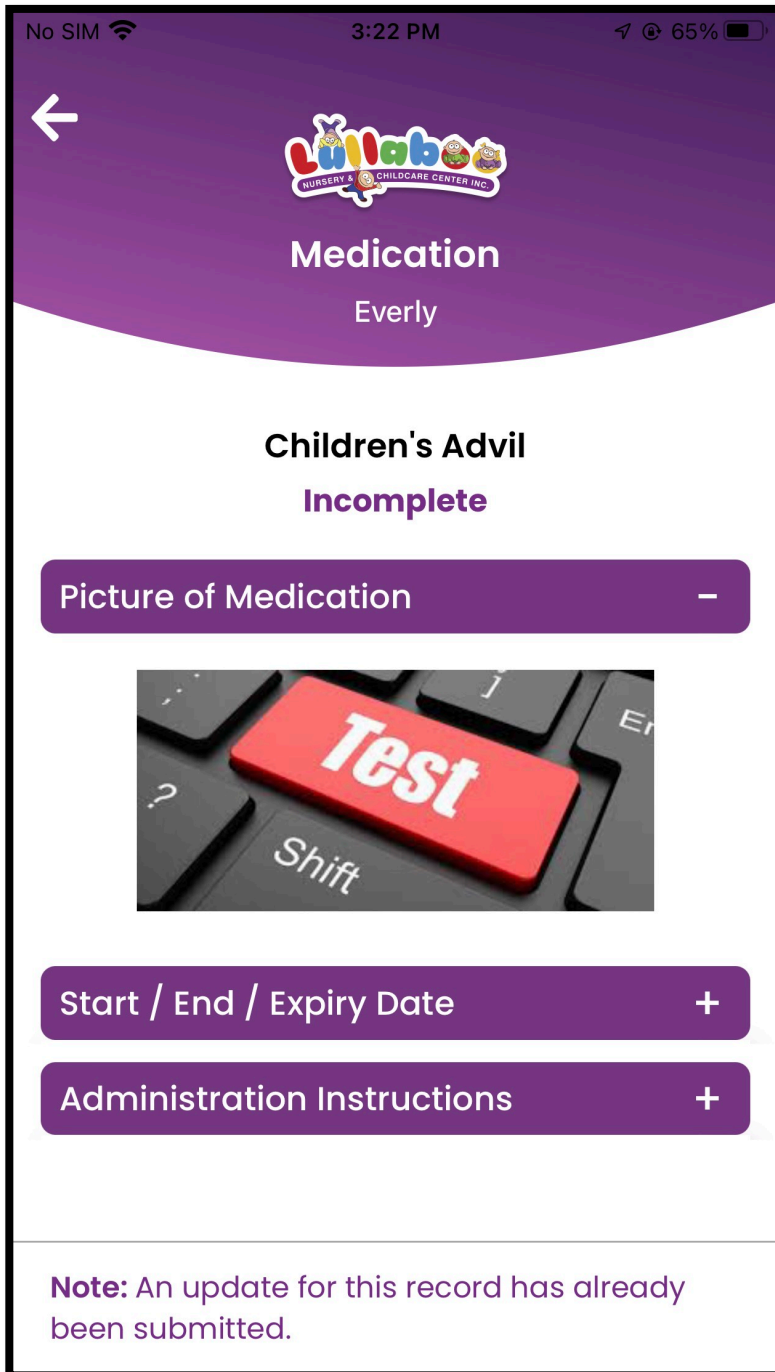 No SIM 3:22 PM 65%
Lullaboo
NURSERY & CHILDCARE CENTER INC.
Medication
Everly
Children's Advil
Incomplete
Picture of Medication −
; :
]
Test
En
?
Shift
Start / End / Expiry Date +
Administration Instructions +
Note: An update for this record has already
been submitted.